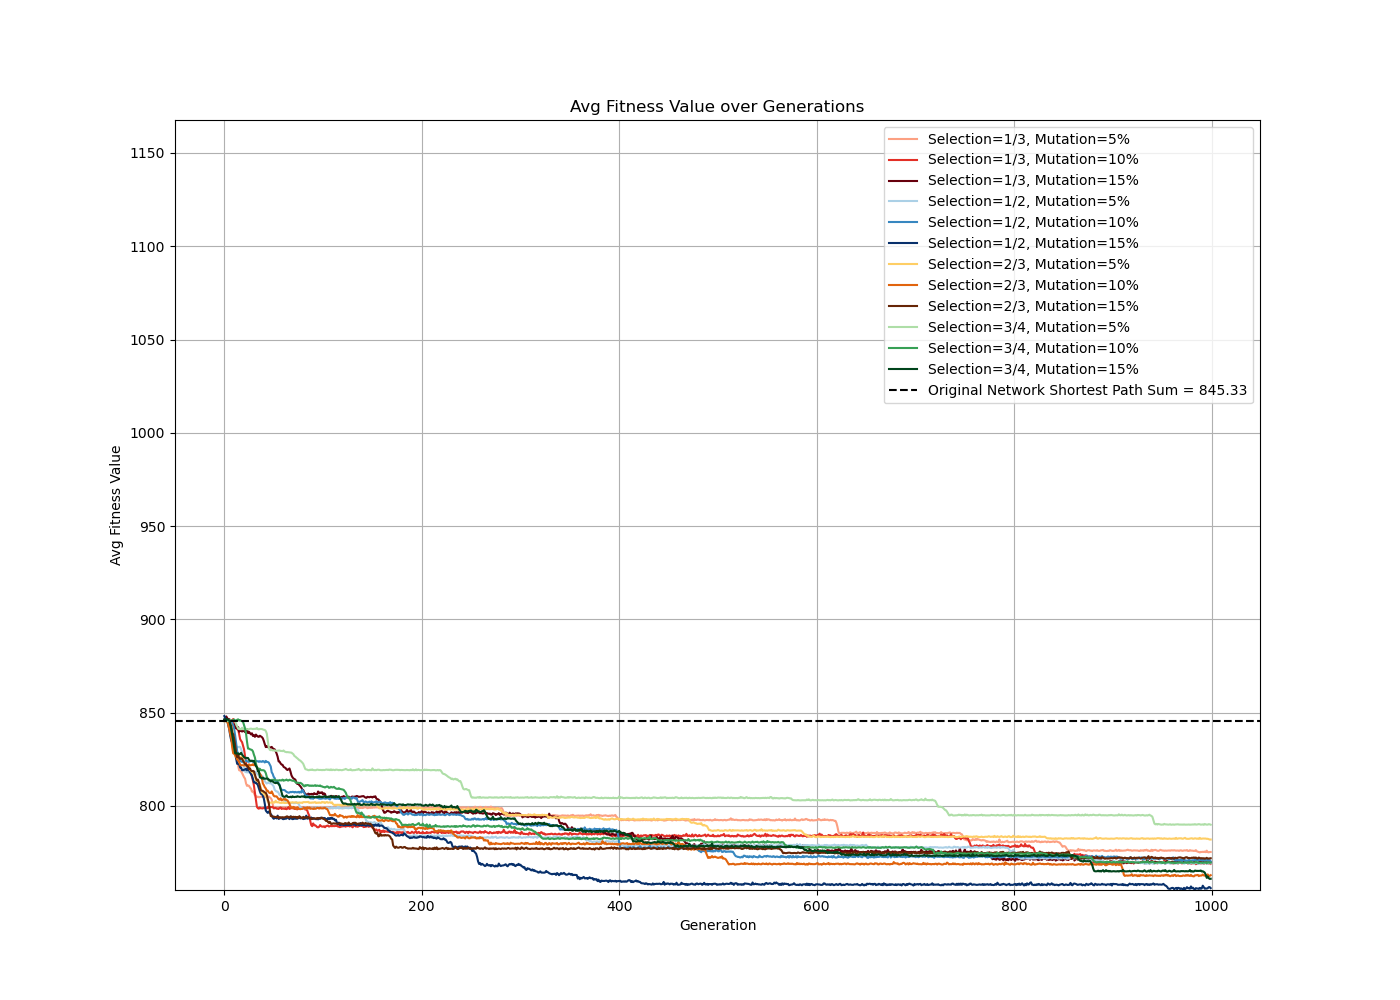 Avg Fitness Value over Generations
Selection=1/3, Mutation=5%
Selection=1/3, Mutation=10%
Selection=1/3, Mutation=15%
Selection=1/2, Mutation=5%
Selection=1/2, Mutation=10%
Selection=1/2, Mutation=15%
Selection=2/3, Mutation=5%
Selection=2/3, Mutation=10%
Selection=2/3, Mutation=15%
Selection=3/4, Mutation=5%
Selection=3/4, Mutation=10%
Selection=3/4, Mutation=15%
Original Network Shortest Path Sum = 845.33
Avg Fitness Value
1150
1100
1050
1000
950
900
850
800
0 200 400 600 800 1000
Generation